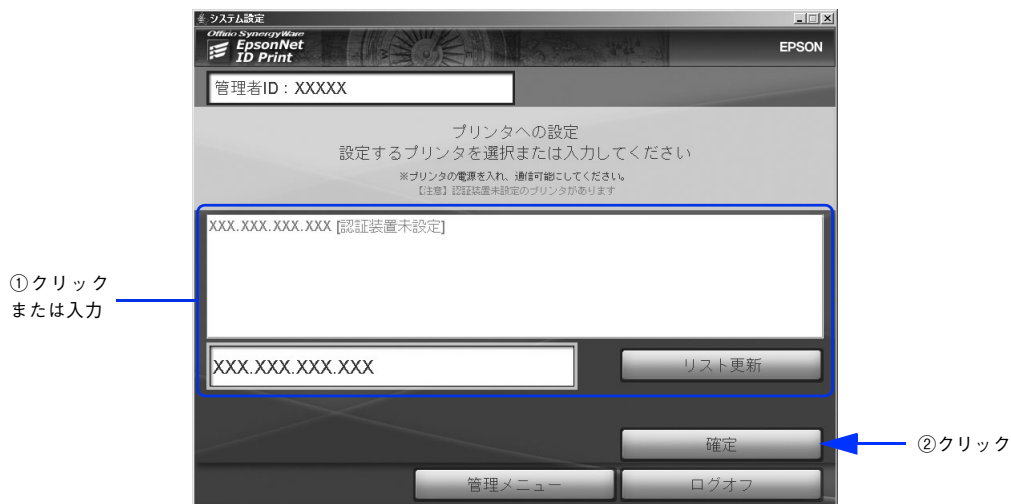 システム設定
Offirio SynergyWare
EpsonNet
ID Print
EPSON
管理者ID：XXXXX
プリンタへの設定
設定するプリンタを選択または入力してください
※プリンタの電源を入れ、通信可能にしてください。
【注意】認証装置未設定のプリンタがあります
XXX.XXX.XXX.XXX [認証装置未設定]
①クリック
または入力
XXX.XXX.XXX.XXX
リスト更新
確定
②クリック
管理メニュー
ログオフ